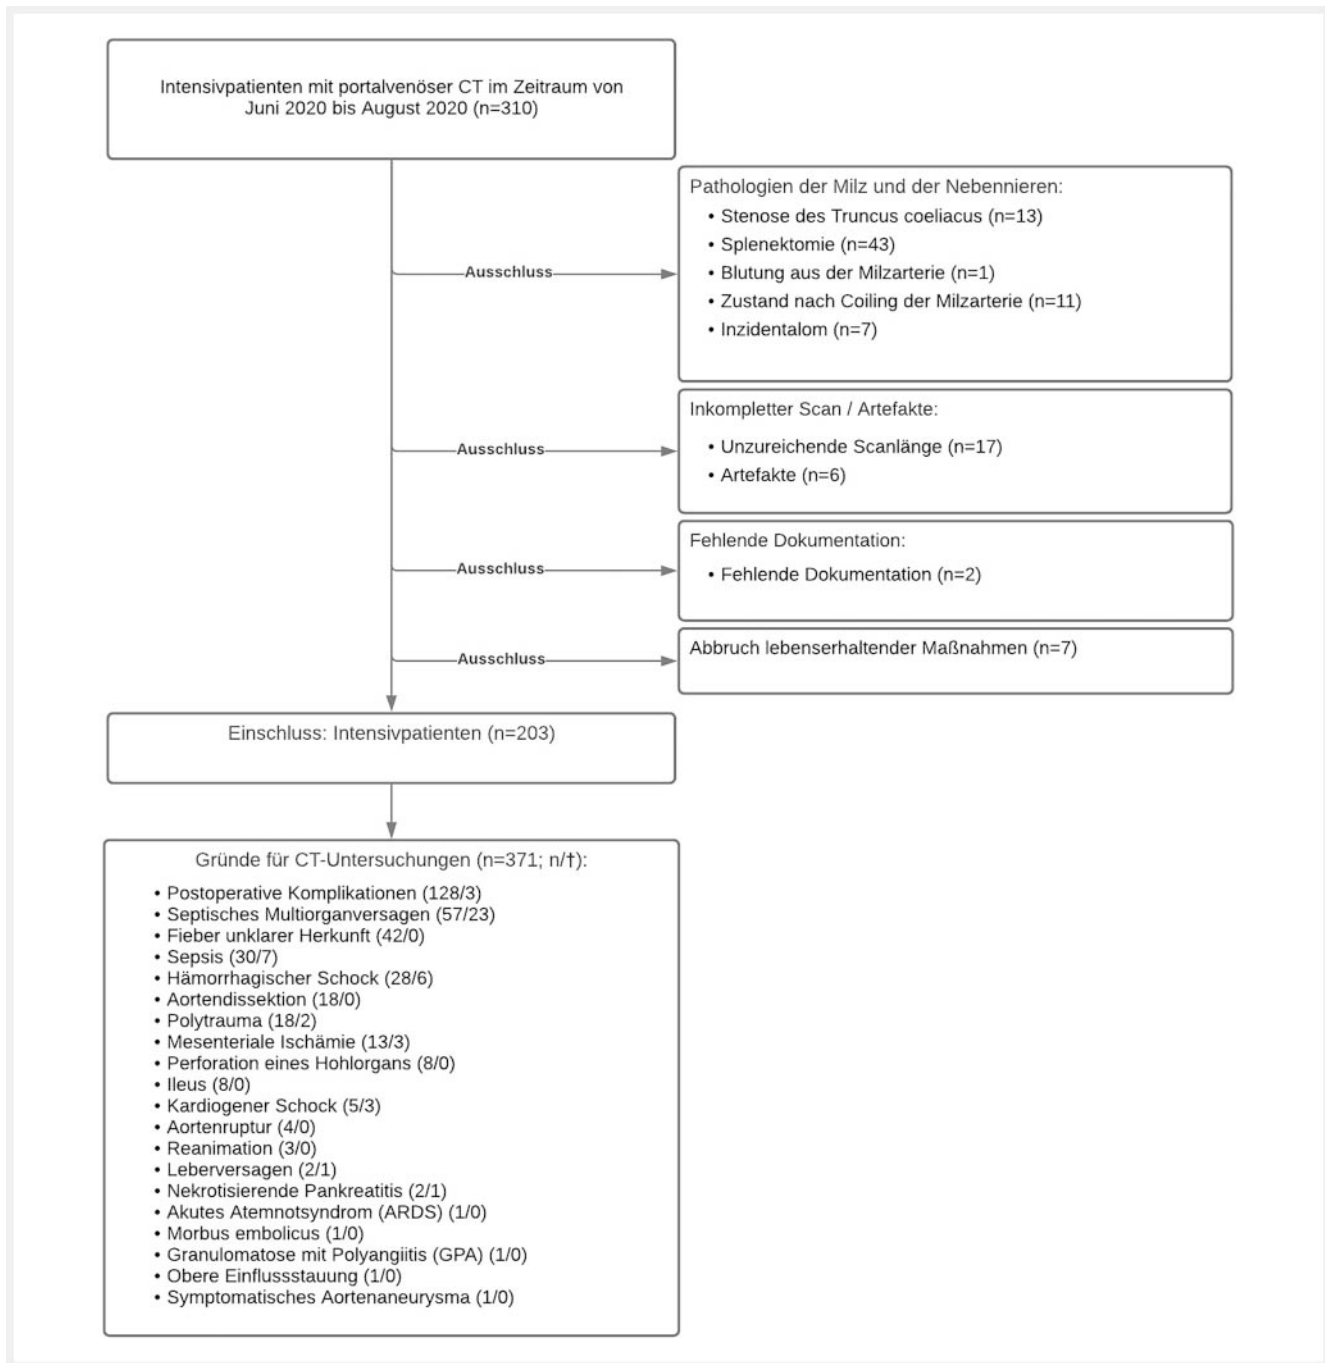 Intensivpatienten mit portalvenöser CT im Zeitraum von
Juni 2020 bis August 2020 (n=310)
Ausschluss
Pathologien der Milz und der Nebennieren:
• Stenose des Truncus coeliacus (n=13)
• Splenektomie (n=43)
• Blutung aus der Milzarterie (n=1)
• Zustand nach Coiling der Milzarterie (n=11)
• Inzidentalom (n=7)
Ausschluss
Inkompletter Scan / Artefakte:
• Unzureichende Scanlänge (n=17)
• Artefakte (n=6)
Ausschluss
Fehlende Dokumentation:
• Fehlende Dokumentation (n=2)
Ausschluss
Abbruch lebenserhaltender Maßnahmen (n=7)
Einschluss: Intensivpatienten (n=203)
Gründe für CT-Untersuchungen (n=371; n/†):
• Postoperative Komplikationen (128/3)
• Septisches Multiorganversagen (57/23)
• Fieber unklarer Herkunft (42/0)
• Sepsis (30/7)
• Hämorrhagischer Schock (28/6)
• Aortendissektion (18/0)
• Polytrauma (18/2)
• Mesenteriale Ischämie (13/3)
• Perforation eines Hohlorgans (8/0)
• Ileus (8/0)
• Kardiogener Schock (5/3)
• Aortenruptur (4/0)
• Reanimation (3/0)
• Leberversagen (2/1)
• Nekrotisierende Pankreatitis (2/1)
• Akutes Atemnotsyndrom (ARDS) (1/0)
• Morbus embolicus (1/0)
• Granulomatose mit Polyangiitis (GPA) (1/0)
• Obere Einflussstauung (1/0)
• Symptomatisches Aortenaneurysma (1/0)